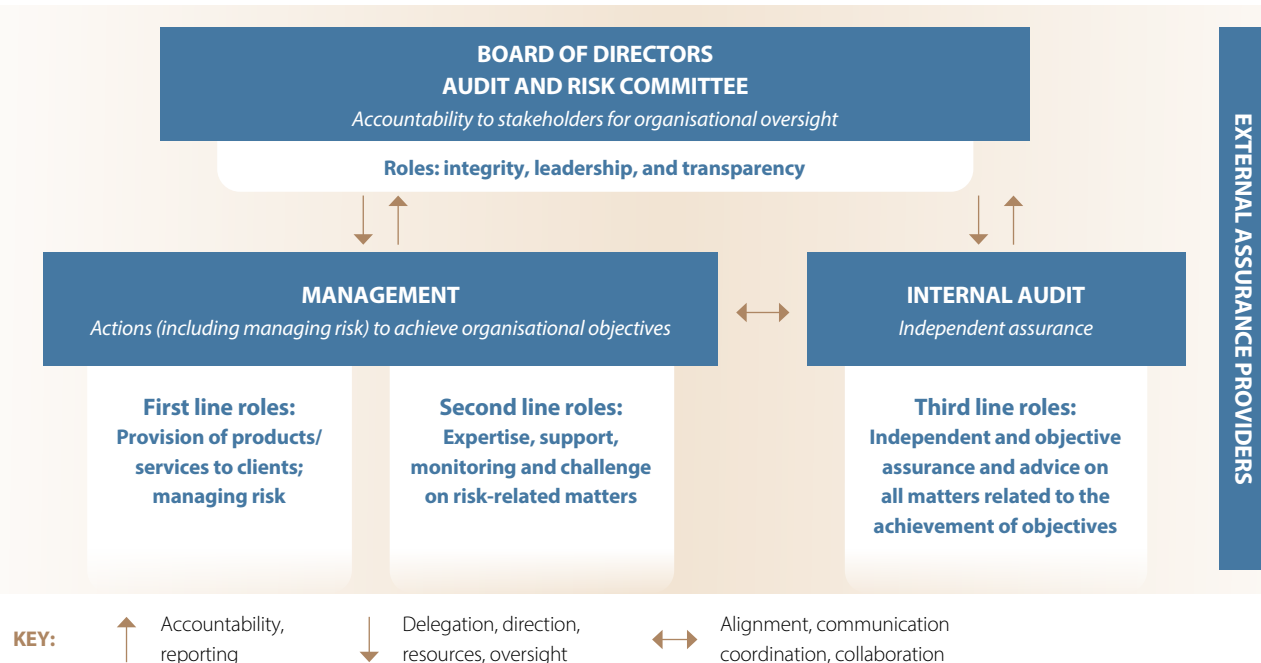 BOARD OF DIRECTORS
AUDIT AND RISK COMMITTEE
Accountability to stakeholders for organisational oversight
Roles: integrity, leadership, and transparency
MANAGEMENT
Actions (including managing risk) to achieve organisational objectives
First line roles:
Provision of products/
services to clients;
managing risk
Second line roles:
Expertise, support,
monitoring and challenge
on risk-related matters
INTERNAL AUDIT
Independent assurance
Third line roles:
Independent and objective
assurance and advice on
all matters related to the
achievement of objectives
EXTERNAL ASSURANCE PROVIDERS
KEY:
Accountability,
reporting
Delegation, direction,
resources, oversight
Alignment, communication
coordination, collaboration